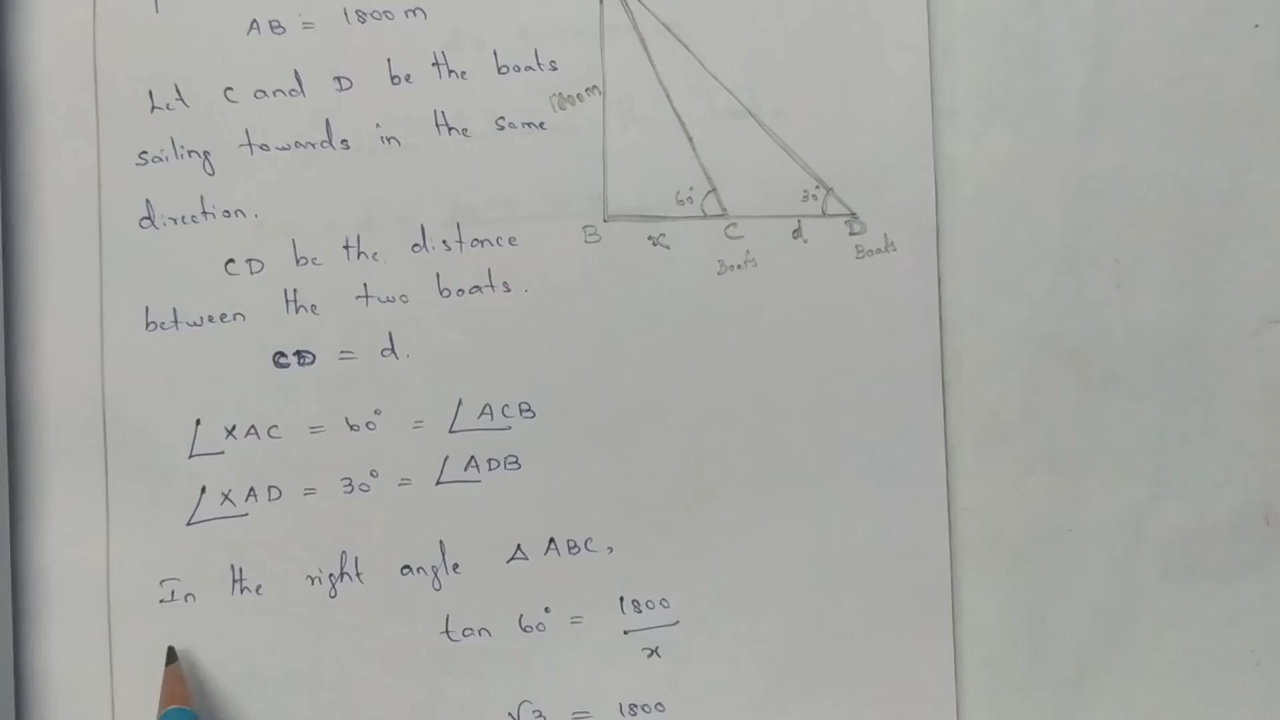 AB = 1800 m
Let C and D be the boats
sailing towards in the same
direction.
CD be the distance
between the two boats.
CD = d.
∠XAC = 60° = ∠ACB
∠XAD = 30° = ∠ADB
In the right angle Δ ABC,
tan 60° = 1800/x
√3 = 1800
1800m
60°
30°
B
x
C
d
D
Boats
Boats